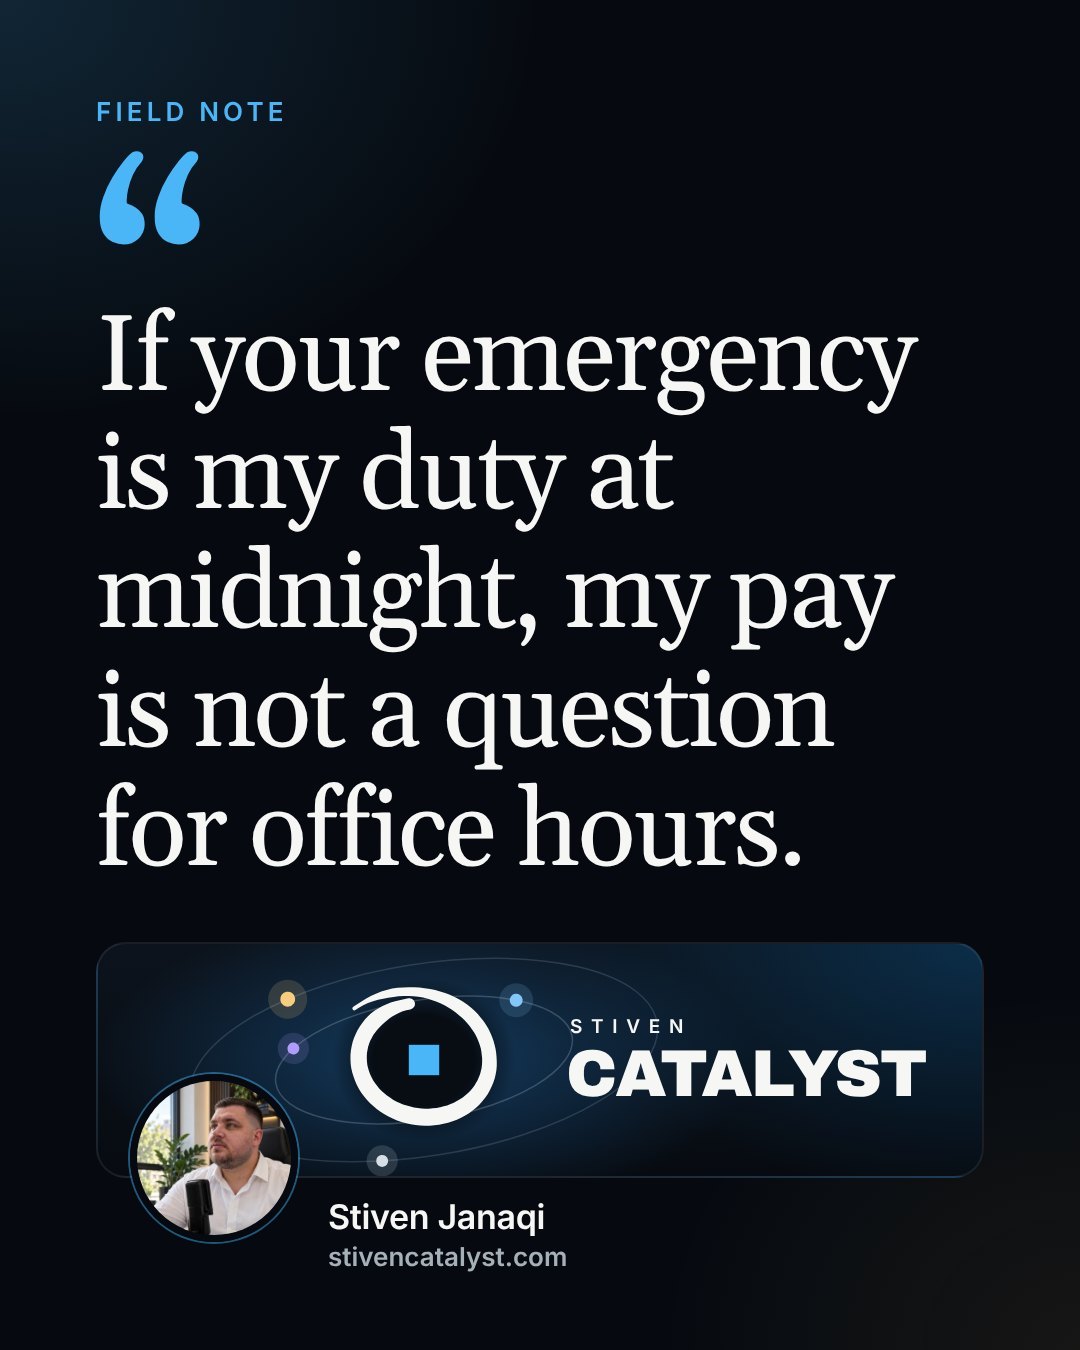 FIELD NOTE
“
If your emergency
is my duty at
midnight, my pay
is not a question
for office hours.
STIVEN
CATALYST
Stiven Janaqi
stivencatalyst.com